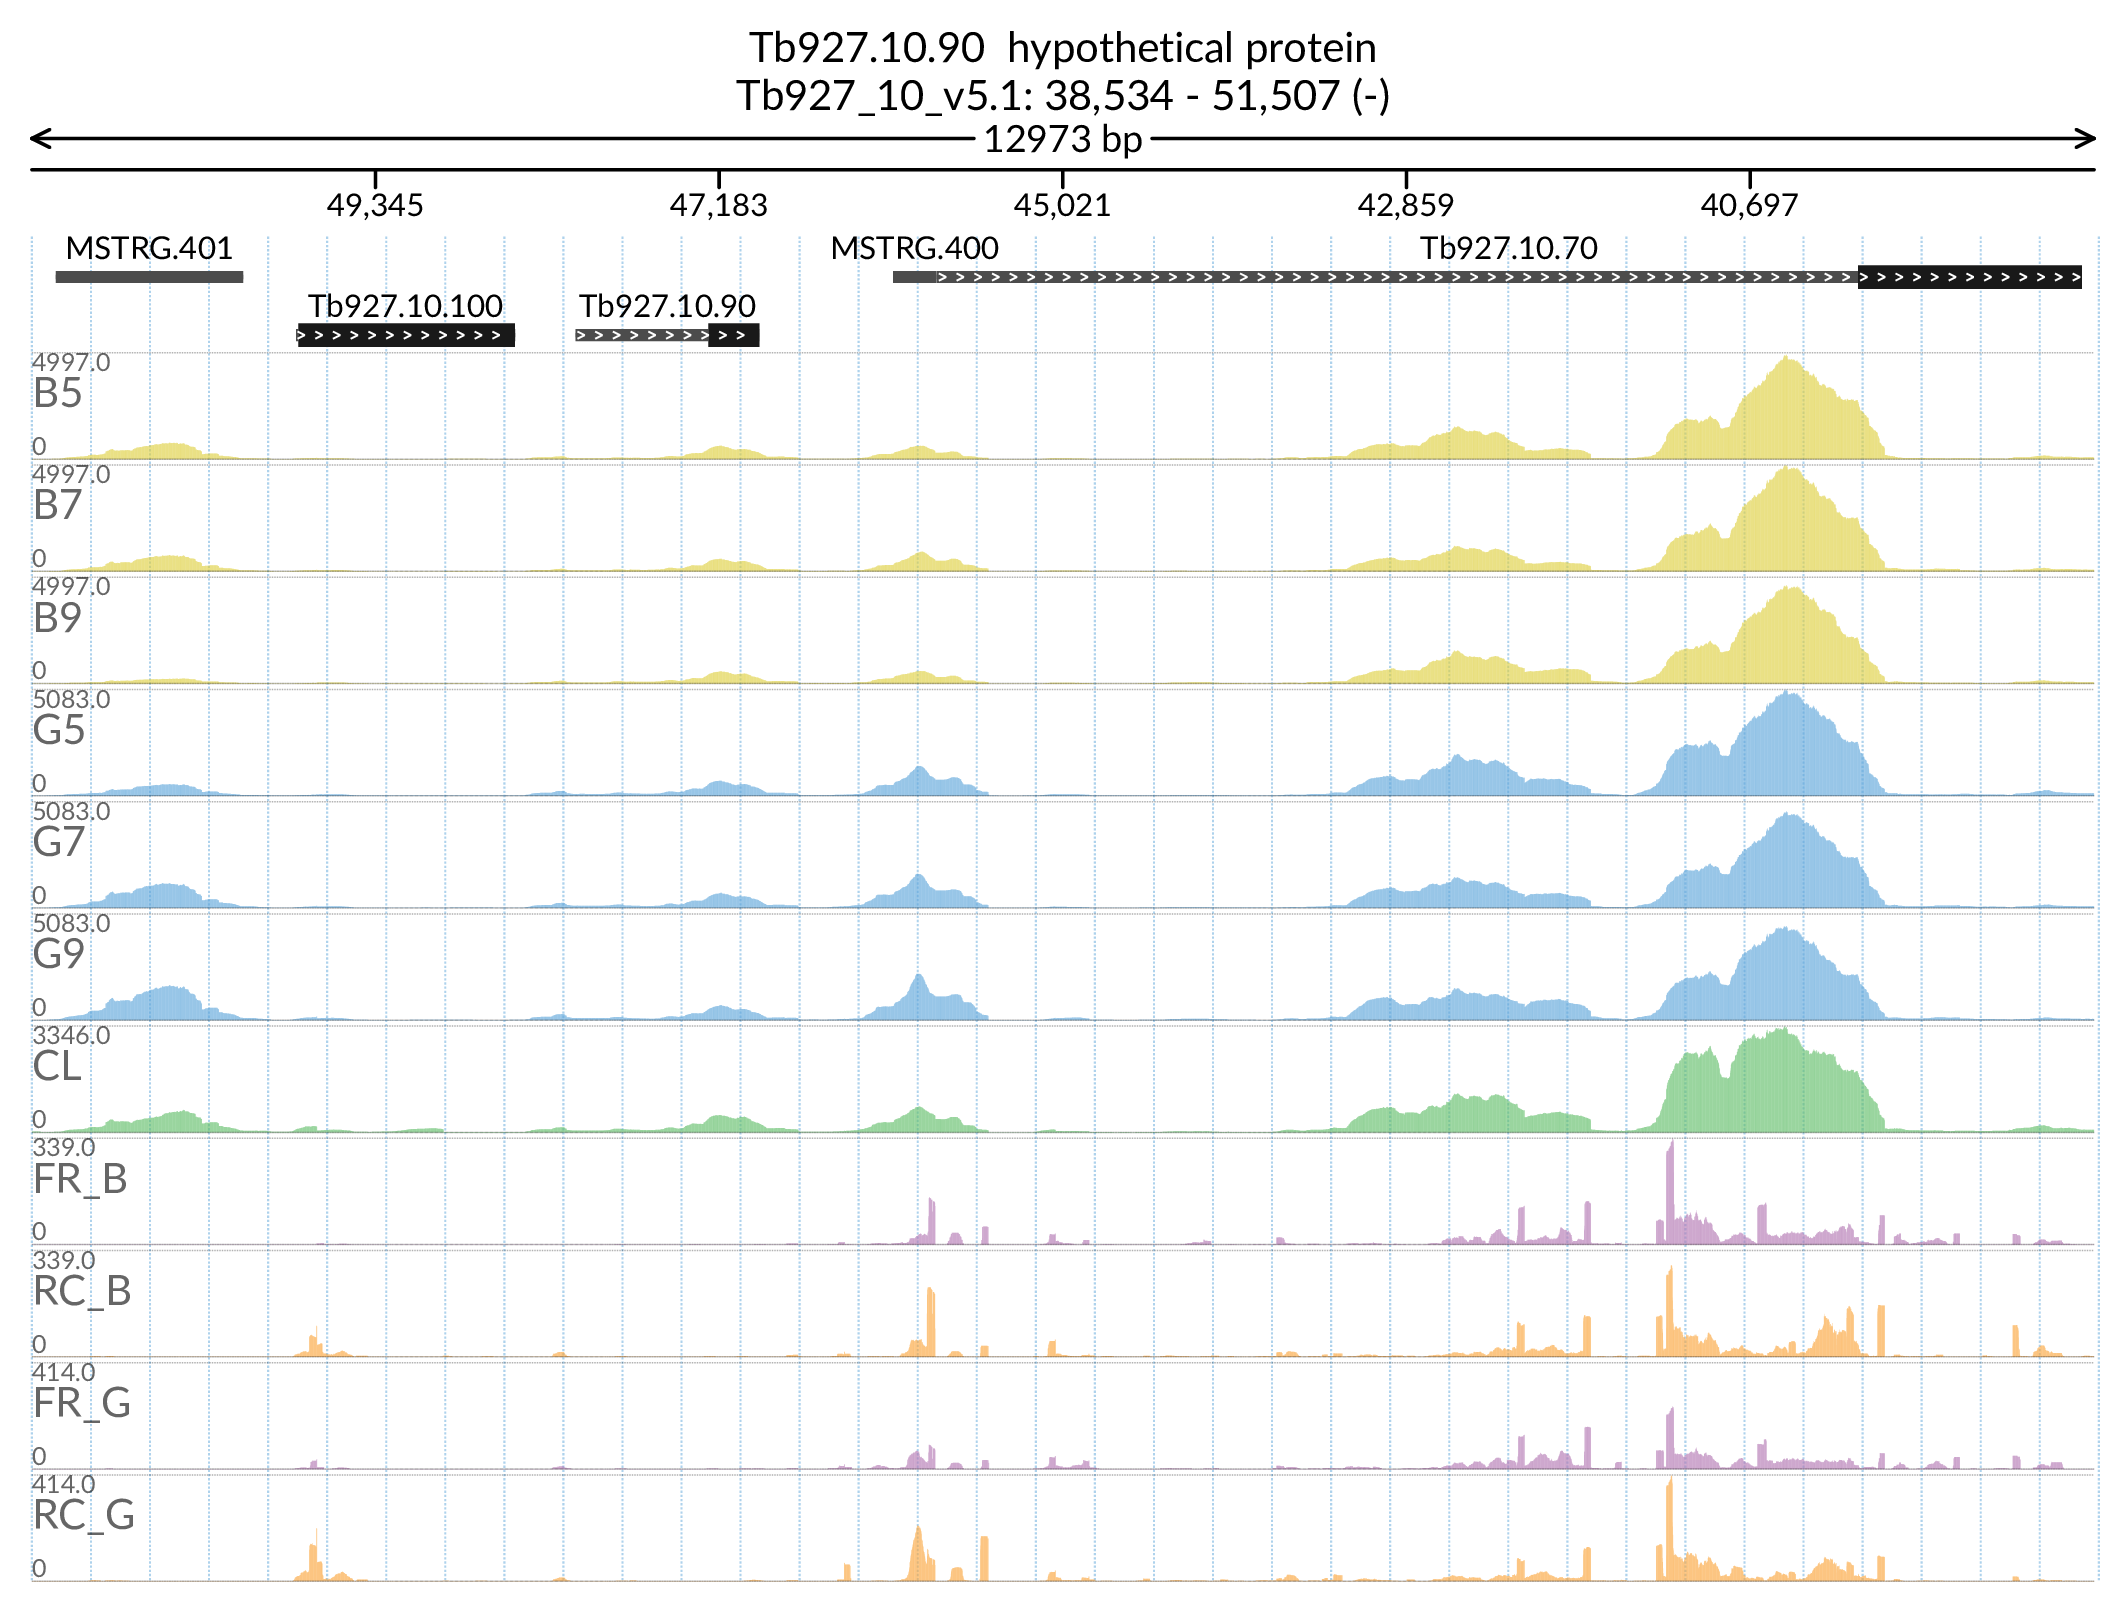 Tb927.10.90 hypothetical protein
Tb927_10_v5.1: 38,534 - 51,507 (-)
12973 bp
49,345 47,183 45,021 42,859 40,697
MSTRG.401 MSTRG.400 Tb927.10.70
Tb927.10.100 Tb927.10.90
4997.0
B5
0
4997.0
B7
0
4997.0
B9
0
5083.0
G5
0
5083.0
G7
0
5083.0
G9
0
3346.0
CL
0
339.0
FR_B
0
339.0
RC_B
0
414.0
FR_G
0
414.0
RC_G
0